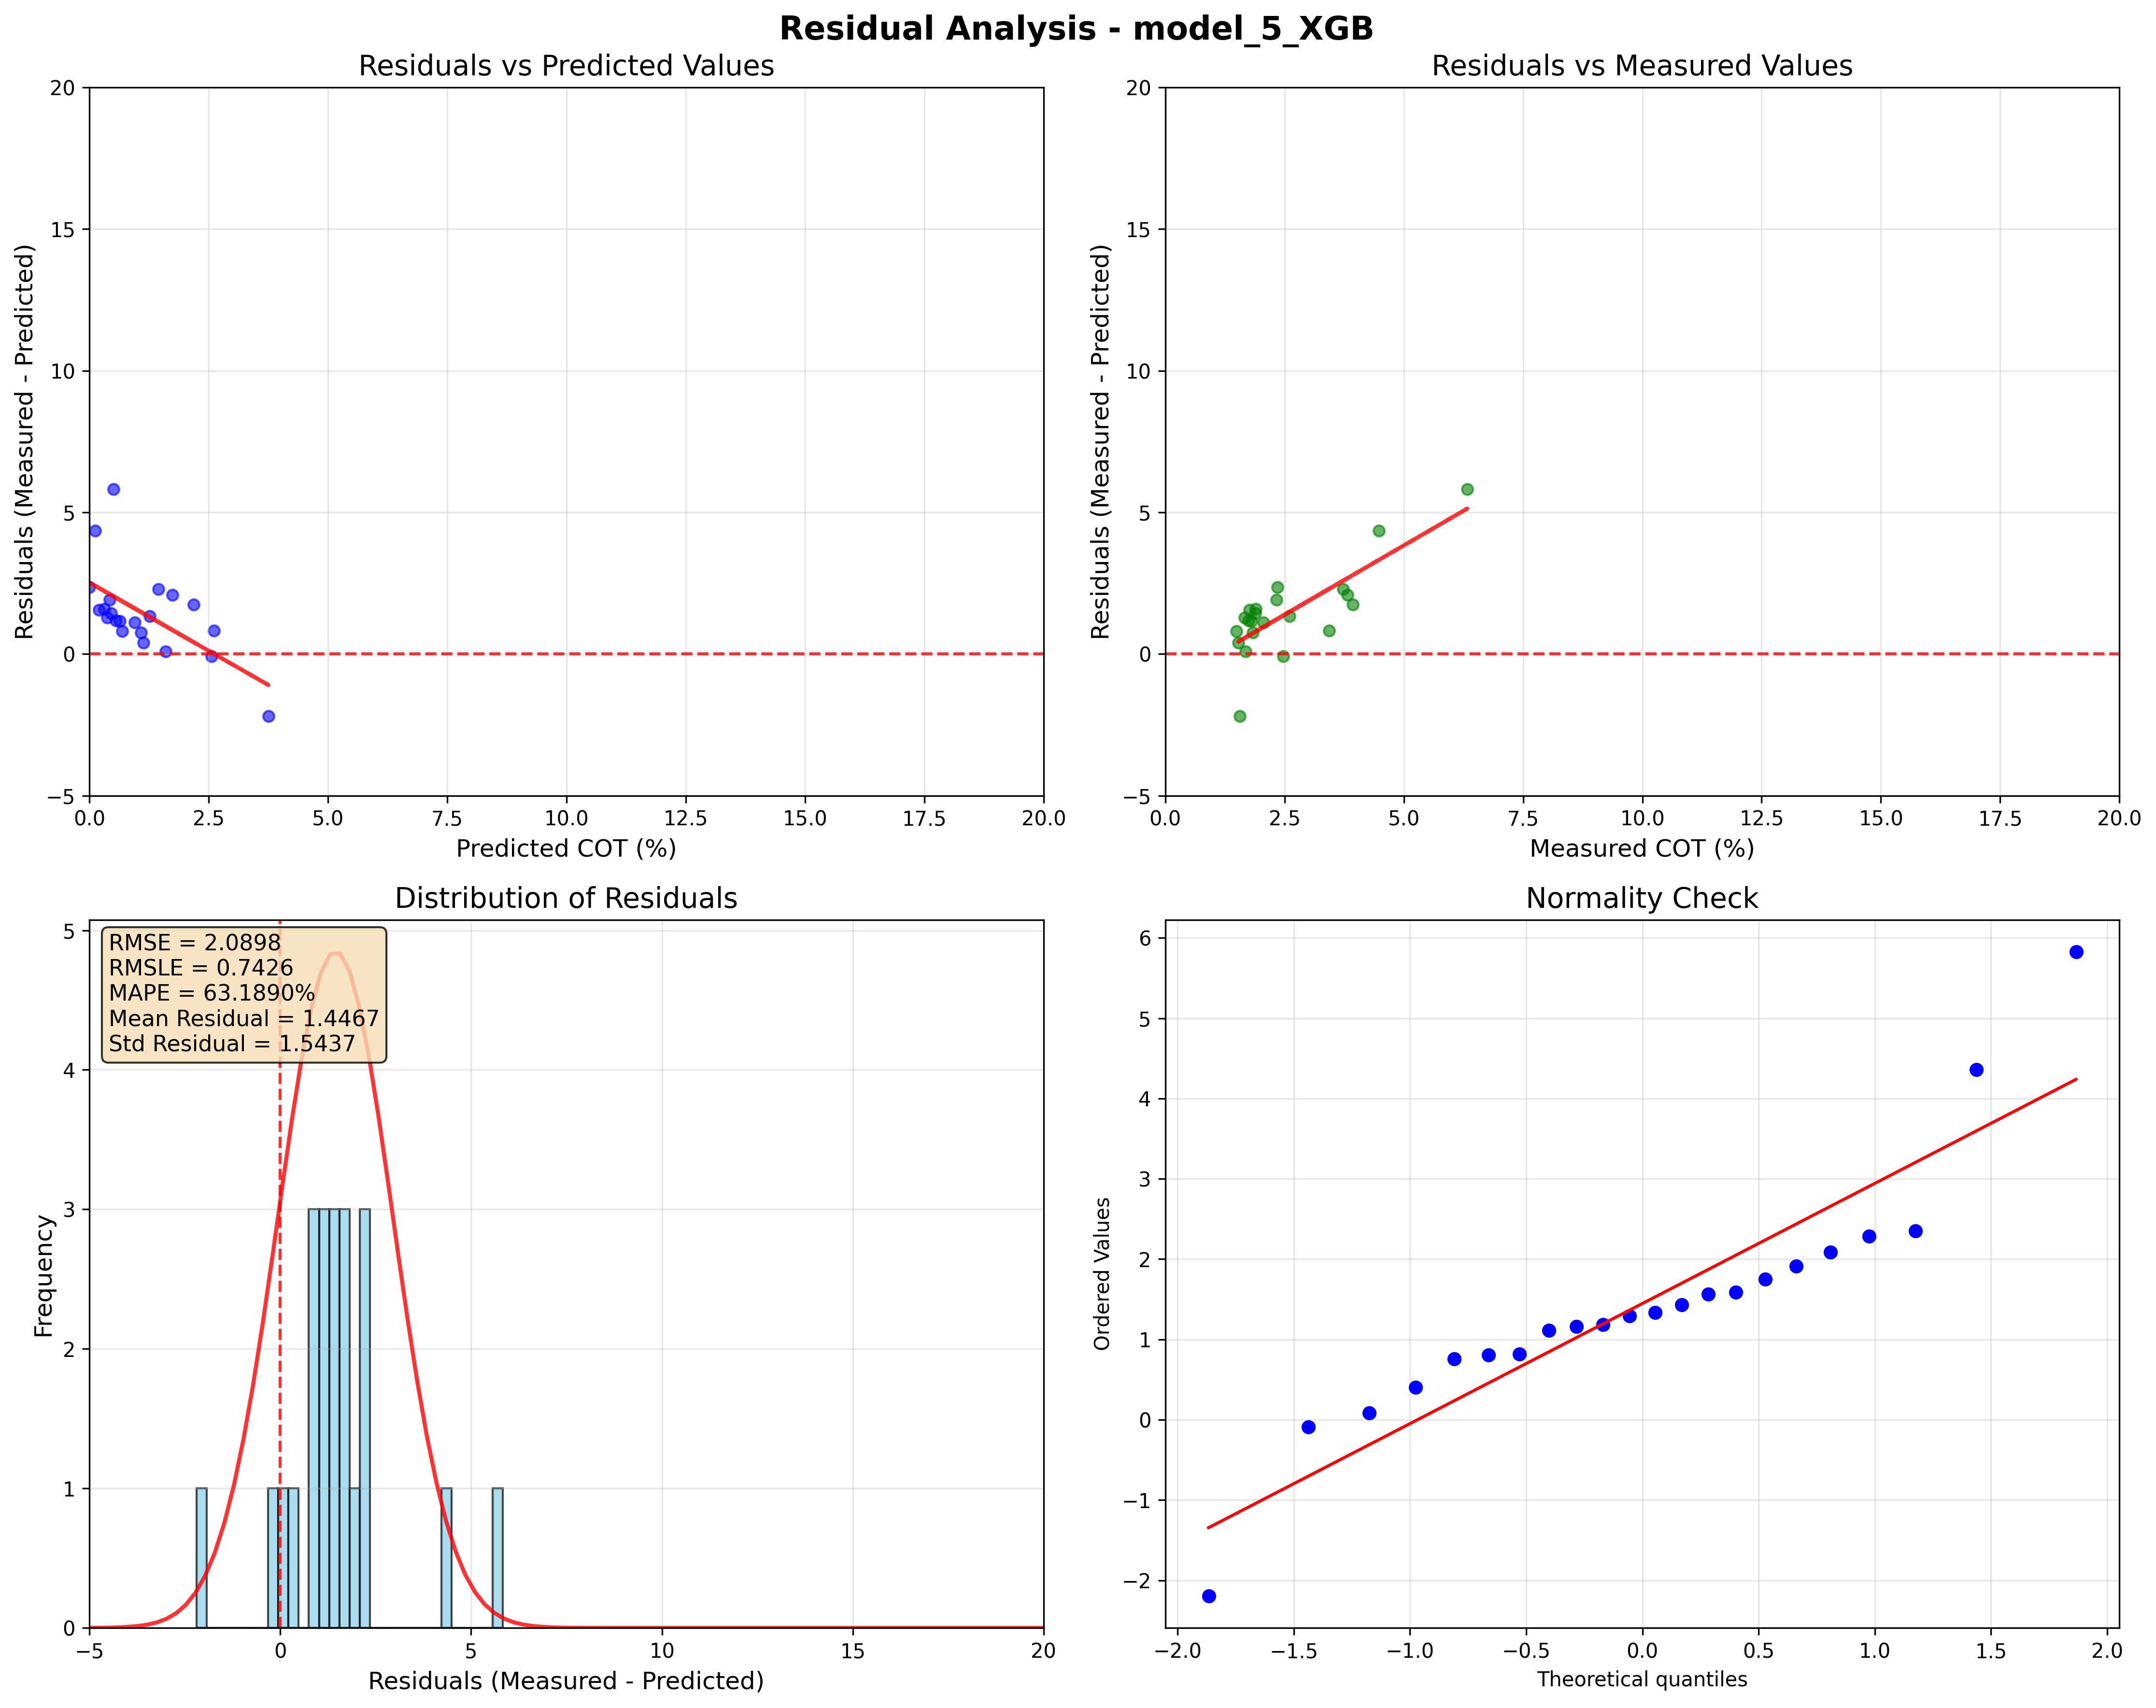 Residual Analysis - model_5_XGB
Residuals vs Predicted Values
20
15
10
5
0
−5
0.0 2.5 5.0 7.5 10.0 12.5 15.0 17.5 20.0
Residuals (Measured - Predicted)
Predicted COT (%)
Residuals vs Measured Values
20
15
10
5
0
−5
0.0 2.5 5.0 7.5 10.0 12.5 15.0 17.5 20.0
Residuals (Measured - Predicted)
Measured COT (%)
Distribution of Residuals
RMSE = 2.0898
RMSLE = 0.7426
MAPE = 63.1890%
Mean Residual = 1.4467
Std Residual = 1.5437
5
4
3
2
1
0
−5 0 5 10 15 20
Frequency
Residuals (Measured - Predicted)
Normality Check
6
5
4
3
2
1
0
−1
−2
−2.0 −1.5 −1.0 −0.5 0.0 0.5 1.0 1.5 2.0
Ordered Values
Theoretical quantiles